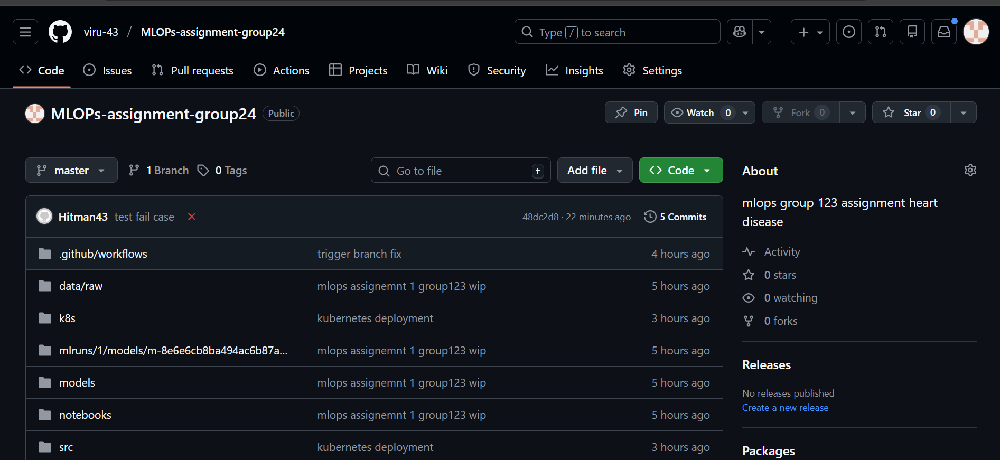 viru-43 / MLOPs-assignment-group24
Type / to search
Code Issues Pull requests Actions Projects Wiki Security Insights Settings
MLOPs-assignment-group24 Public
Pin Watch 0 Fork 0 Star 0
master 1 Branch 0 Tags Go to file t Add file Code
Hitman43 test fail case 48dc2d8 · 22 minutes ago 5 Commits
.github/workflows trigger branch fix 4 hours ago
data/raw mlops assignemnt 1 group123 wip 5 hours ago
k8s kubernetes deployment 3 hours ago
mlruns/1/models/m-8e6e6cb8ba494ac6b87a... mlops assignemnt 1 group123 wip 5 hours ago
models mlops assignemnt 1 group123 wip 5 hours ago
notebooks mlops assignemnt 1 group123 wip 5 hours ago
src kubernetes deployment 3 hours ago
About
mlops group 123 assignment heart
disease
Activity
0 stars
0 watching
0 forks
Releases
No releases published
Create a new release
Packages